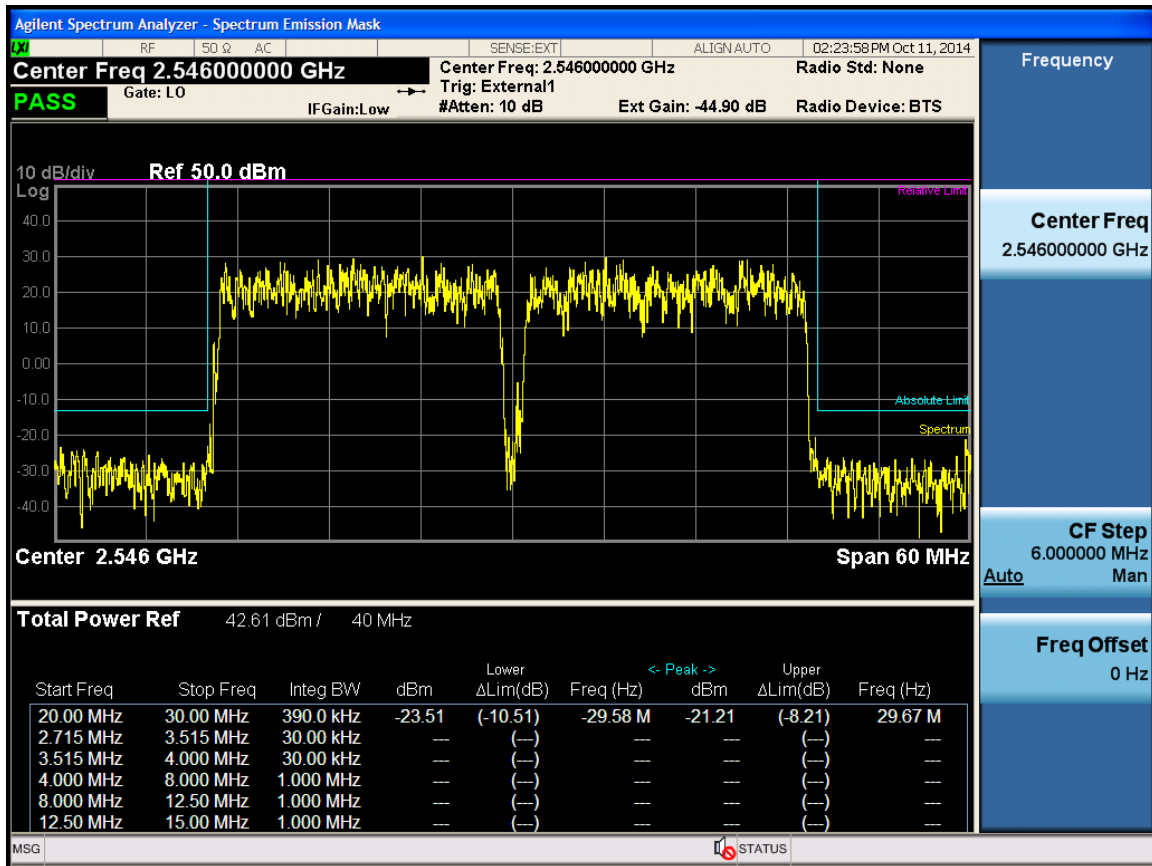 Agilent Spectrum Analyzer - Spectrum Emission Mask
LXI RF 50 Ω AC SENSE:EXT ALIGN AUTO 02:23:58 PM Oct 11, 2014
Center Freq 2.546000000 GHz
Center Freq: 2.546000000 GHz Radio Std: None
PASS Gate: LO Trig: External1
IFGain:Low #Atten: 10 dB Ext Gain: -44.90 dB Radio Device: BTS
10 dB/div Ref 50.0 dBm
Log
Relative Limit
40.0
30.0
20.0
10.0
0.00
-10.0
Absolute Limit
Spectrum
-20.0
-30.0
-40.0
Center 2.546 GHz Span 60 MHz
Total Power Ref 42.61 dBm / 40 MHz
Lower <- Peak -> Upper
Start Freq Stop Freq Integ BW dBm ΔLim(dB) Freq (Hz) dBm ΔLim(dB) Freq (Hz)
20.00 MHz 30.00 MHz 390.0 kHz -23.51 (-10.51) -29.58 M -21.21 (-8.21) 29.67 M
2.715 MHz 3.515 MHz 30.00 kHz --- (---) --- --- (---) ---
3.515 MHz 4.000 MHz 30.00 kHz --- (---) --- --- (---) ---
4.000 MHz 8.000 MHz 1.000 MHz --- (---) --- --- (---) ---
8.000 MHz 12.50 MHz 1.000 MHz --- (---) --- --- (---) ---
12.50 MHz 15.00 MHz 1.000 MHz --- (---) --- --- (---) ---
MSG STATUS
Frequency
Center Freq
2.546000000 GHz
CF Step
6.000000 MHz
Auto Man
Freq Offset
0 Hz